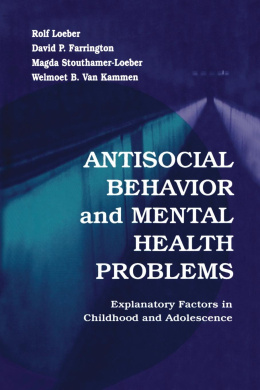 Rolf Loeber
David P. Farrington
Magda Stouthamer-Loeber
Welmoet B. Van Kammen
ANTISOCIAL
BEHAVIOR
and MENTAL
HEALTH
PROBLEMS
Explanatory Factors in
Childhood and Adolescence